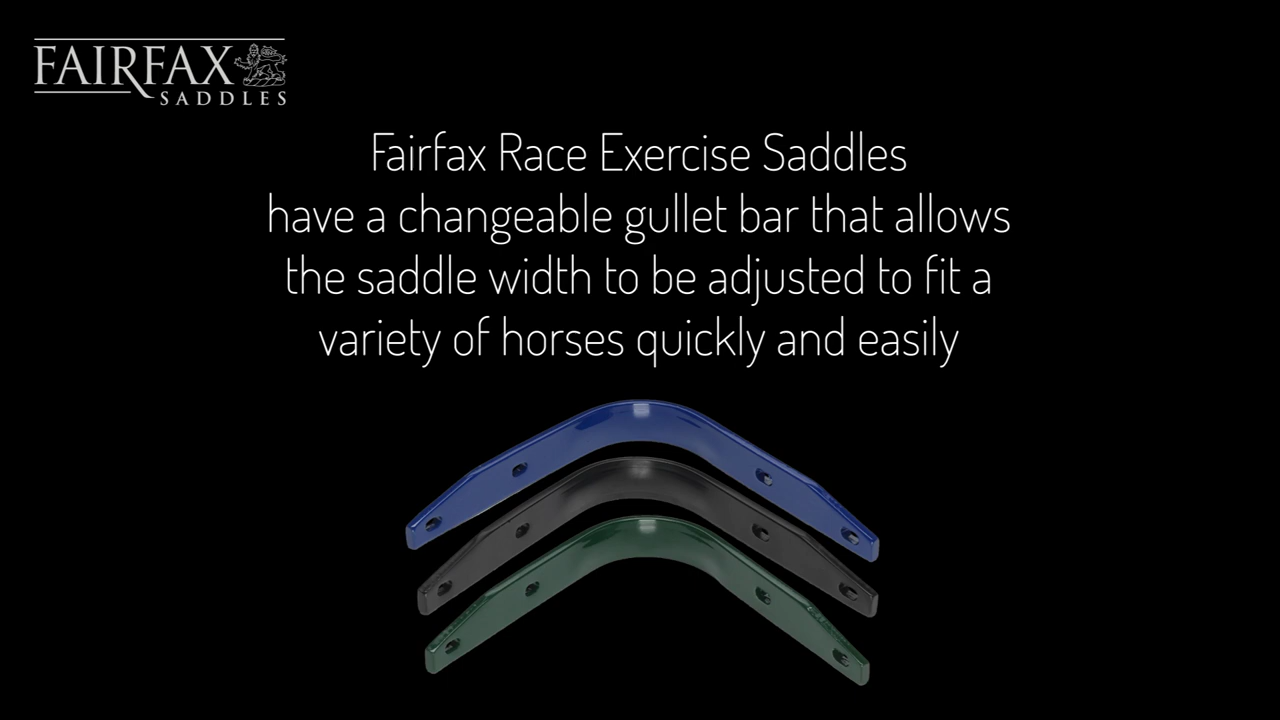 FAIRFAX
SADDLES
Fairfax Race Exercise Saddles
have a changeable gullet bar that allows
the saddle width to be adjusted to fit a
variety of horses quickly and easily